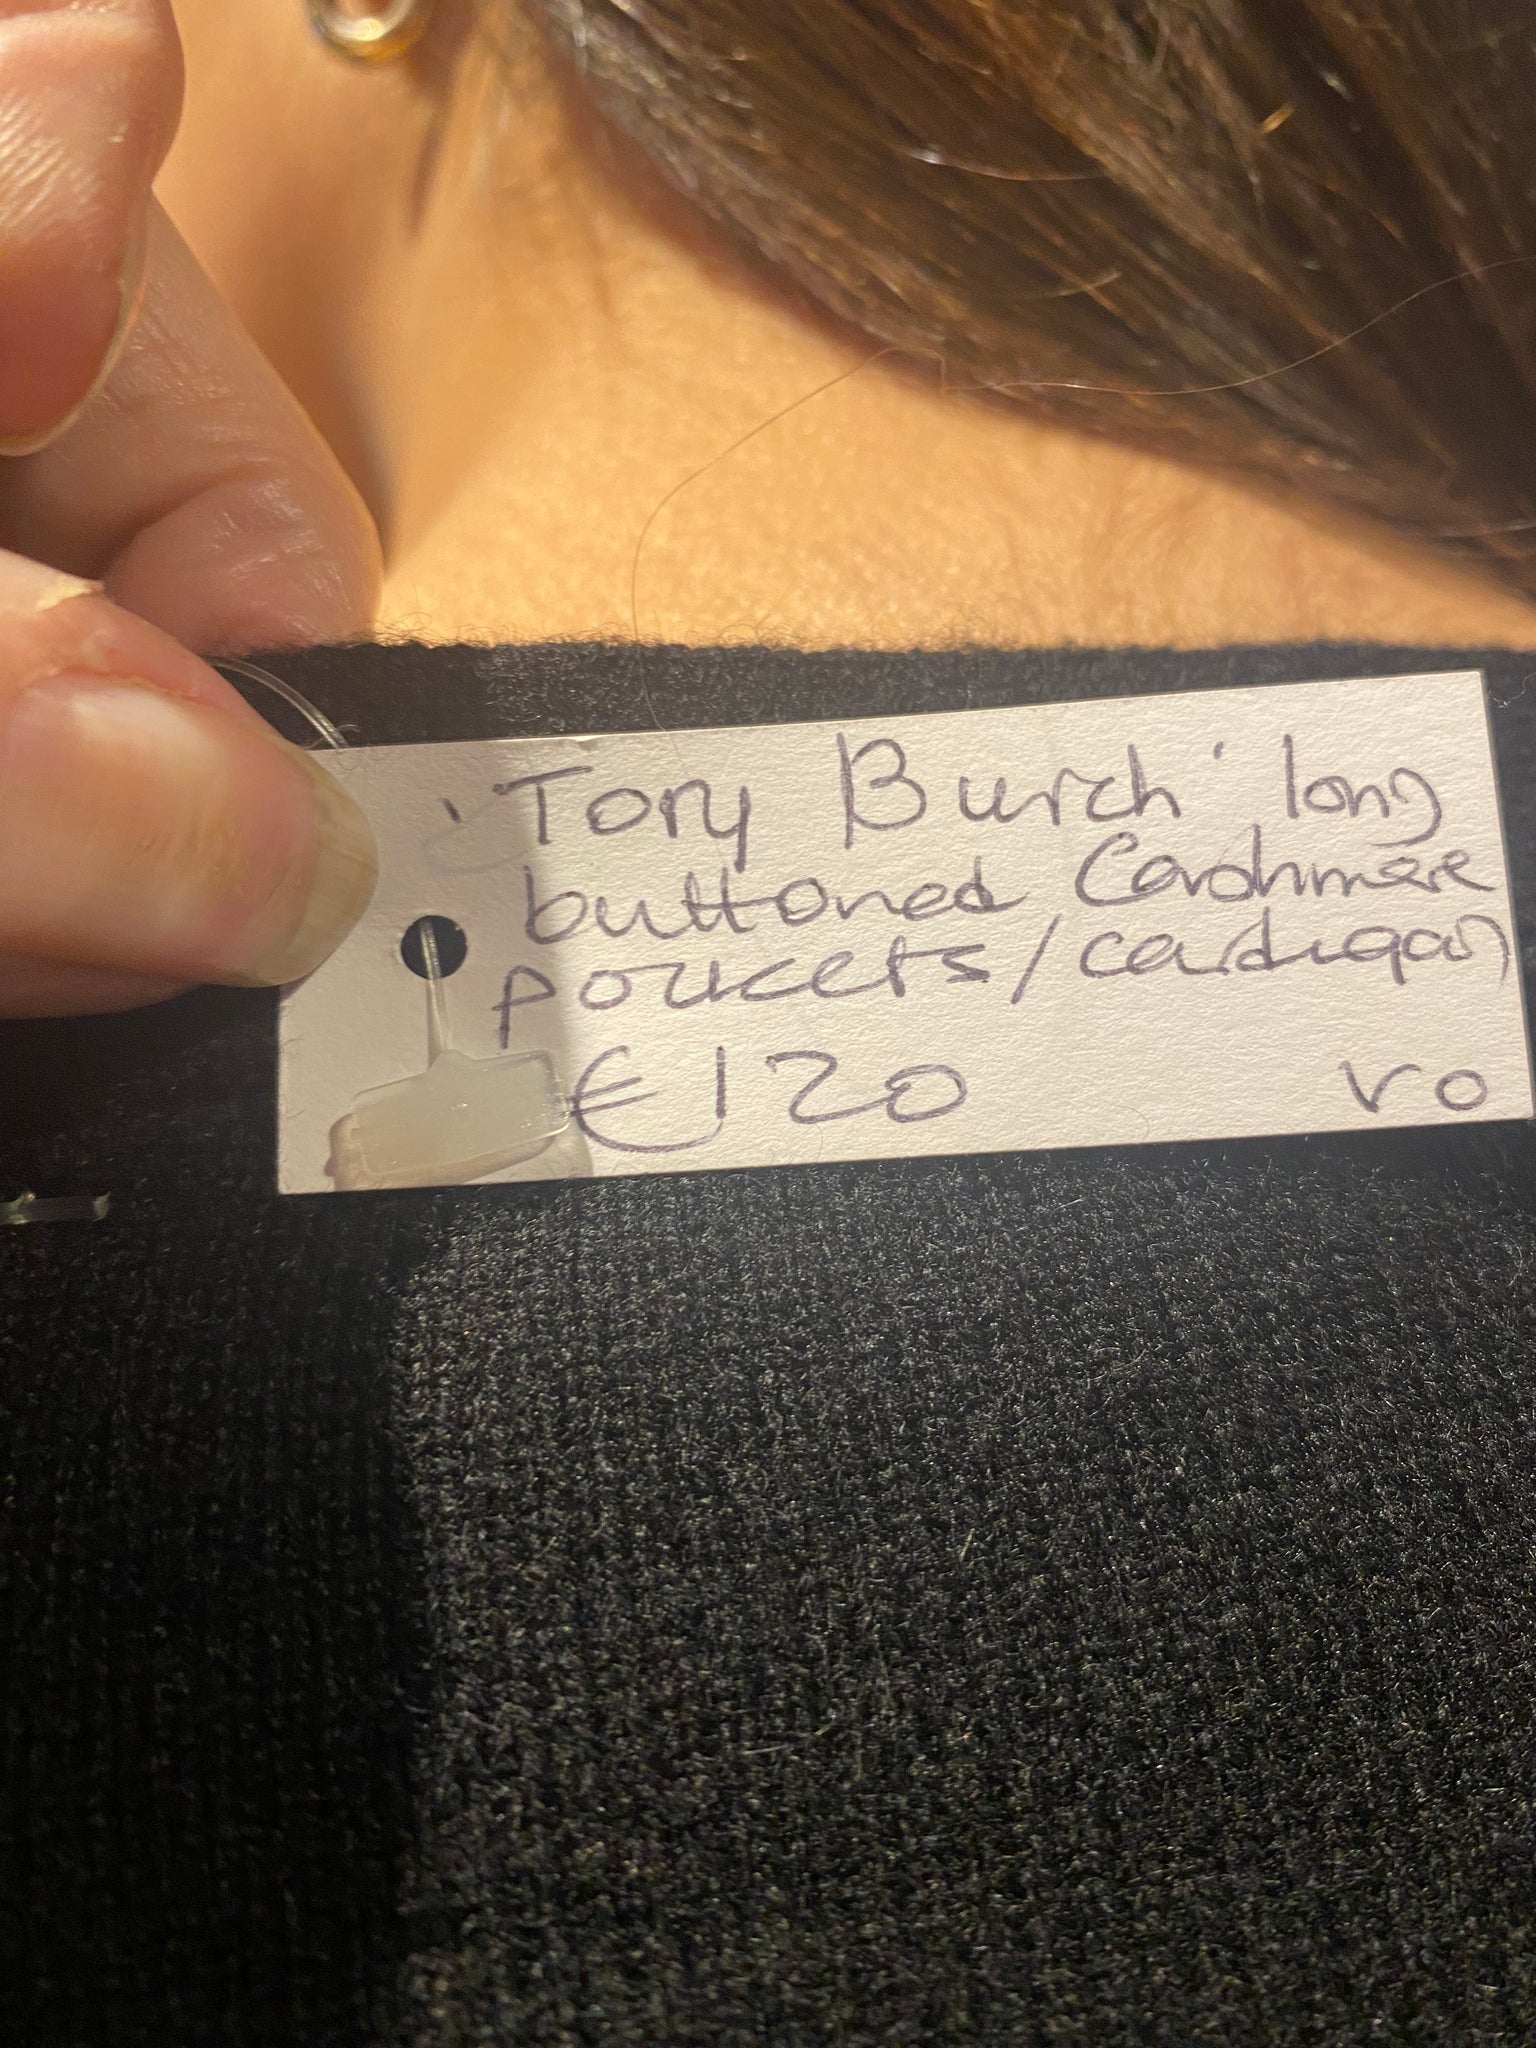 'Tory Burch' long
buttoned Cashmere
pockets/cardigan
€120 vo